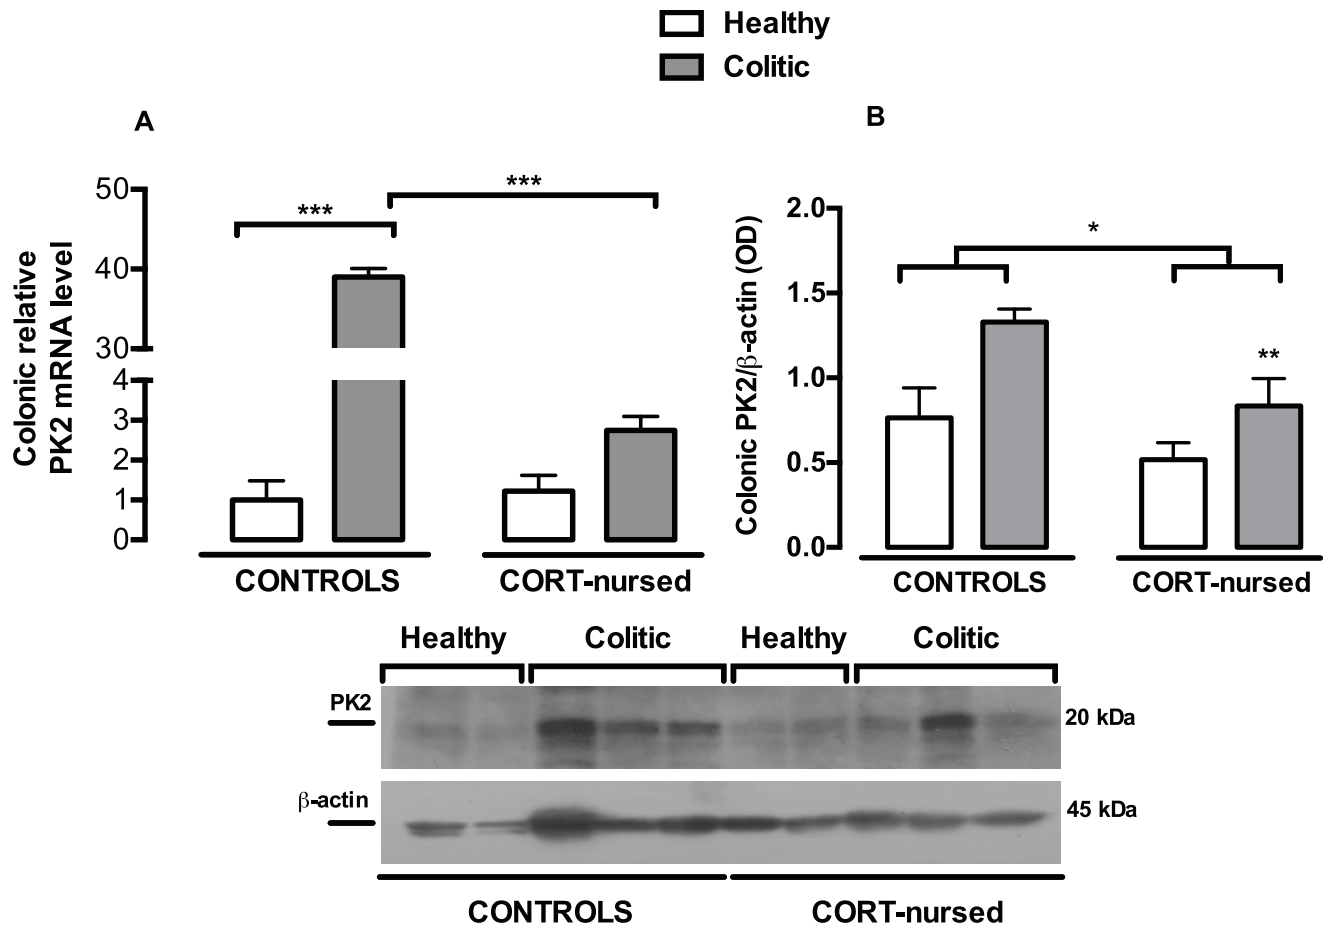 Healthy
Colitic
A
B
Colonic relative
PK2 mRNA level
50
40
30
4
3
2
1
0
***
***
CONTROLS
CORT-nursed
Colonic PK2/β-actin (OD)
2.0
1.5
1.0
0.5
0.0
*
**
CONTROLS
CORT-nursed
Healthy
Colitic
Healthy
Colitic
PK2
20 kDa
β-actin
45 kDa
CONTROLS
CORT-nursed